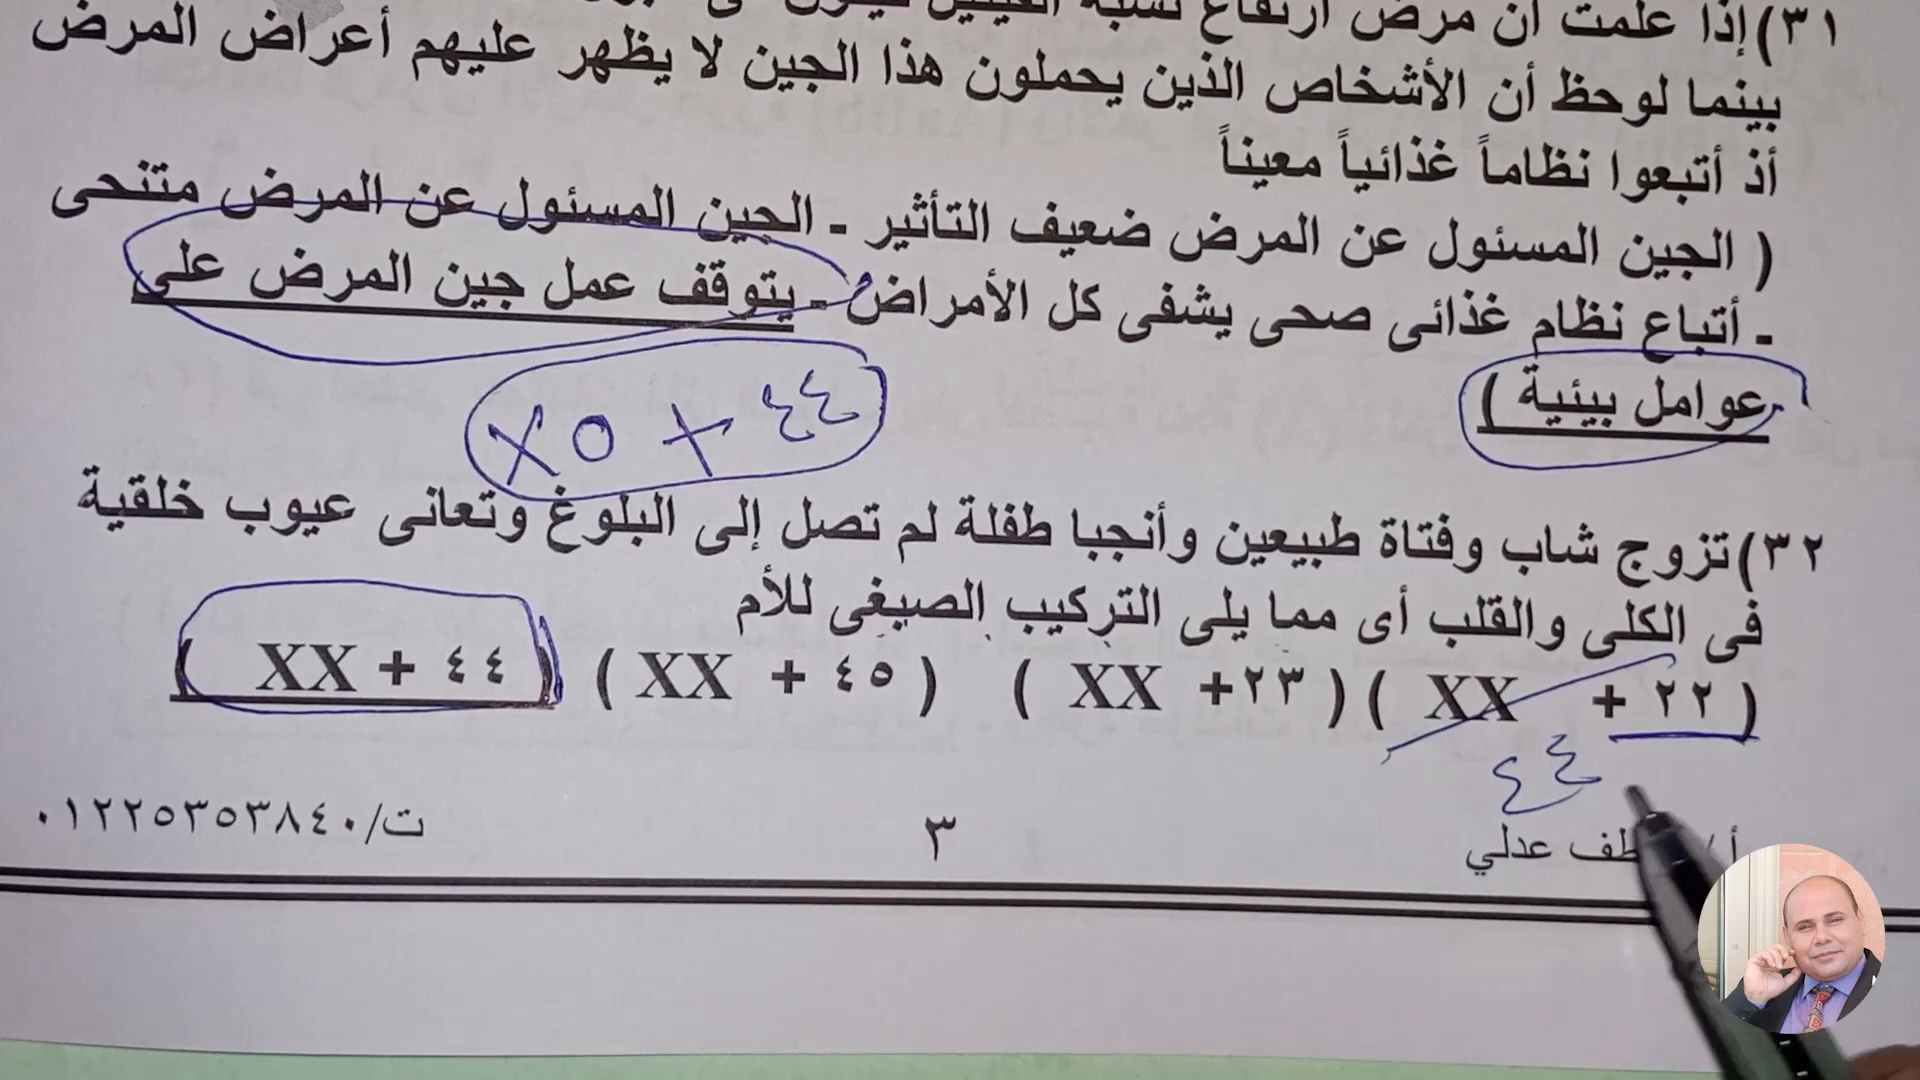 ٣١) إذا علمت أن مرض ارتفاع نسبة
بينما لوحظ أن الأشخاص الذين يحملون هذا الجين لا يظهر عليهم أعراض المرض
أذ أتبعوا نظاماً غذائياً معيناً
( الجين المسئول عن المرض ضعيف التأثير - الجين المسئول عن المرض متنحى
- أتباع نظام غذائى صحى يشفى كل الأمراض - يتوقف عمل جين المرض على
عوامل بيئية )
٤٤ + XO
٣٢) تزوج شاب وفتاة طبيعين وأنجبا طفلة لم تصل إلى البلوغ وتعانى عيوب خلقية
فى الكلى والقلب أى مما يلى التركيب الصبغى للأم
( ٢٢ + XX ) ( ٢٣+ XX ) ( ٤٥ + XX ) ( ٤٤ + XX )
٤٤
أ / عدلي ٣ ت/٠١٢٢٥٣٥٣٨٤٠